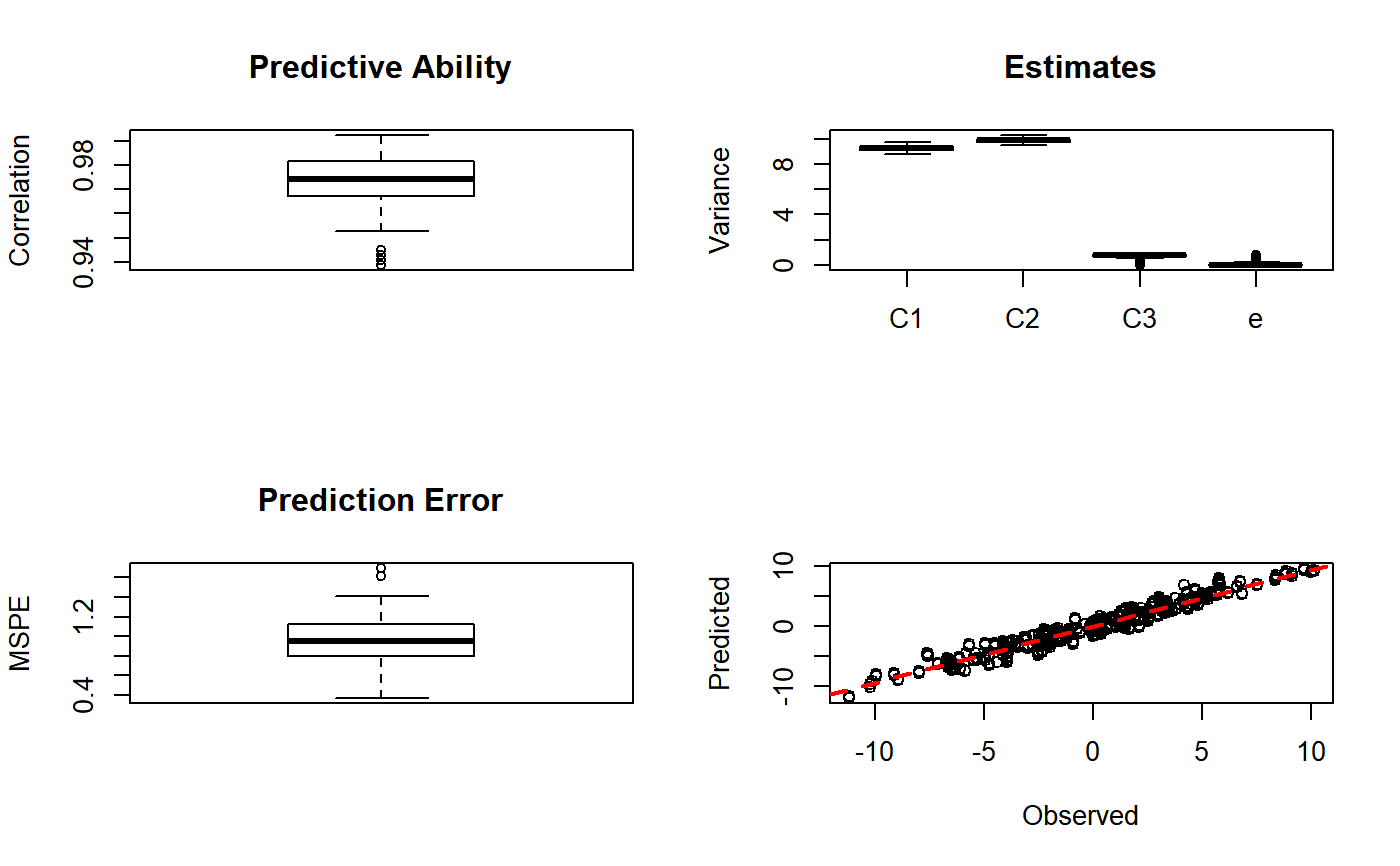 Predictive Ability
Correlation
0.98
0.94
Estimates
Variance
8
4
0
C1 C2 C3 e
Prediction Error
MSPE
1.2
0.4
Predicted
10
0
-10
-10 -5 0 5 10
Observed